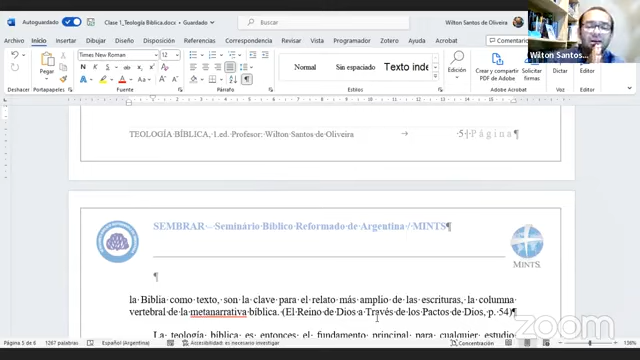 Autoguardado
Clase 1_Teología Bíblica.docx • Guardado
Buscar
Wilton Santos de Oliveira
Archivo Inicio Insertar Dibujar Diseño Disposición Referencias Correspondencia Revisar Vista Ayuda Acrobat
Comentarios
Wilton Santos...
Times New Roman 12
Pegar
Normal
Sin espaciado
Texto inde
Edición
Crear y compartir
PDF de Adobe
Solicitar
firmas
Dictar
Editor
Deshacer
Portapapeles
Fuente
Párrafo
Estilos
Adobe Acrobat
Voz
Editor
TEOLOGÍA BÍBLICA, Led. Profesor: Wilton Santos de Oliveira → 5 | Página¶
SEMBRAR – Seminário Bíblico Reformado de Argentina / MINTS¶
MINTS
¶
la Biblia como texto, son la clave para el relato más amplio de las escrituras, la columna
vertebral de la metanarrativa bíblica. (El Reino de Dios a Través de los Pactos de Dios, p. 54)¶
La teología bíblica es entonces el fundamento principal para cualquier estudio
zoom
Página 5 de 6 1267 palabras Español (Argentina) Accesibilidad: es necesario investigar
Concentración
138%